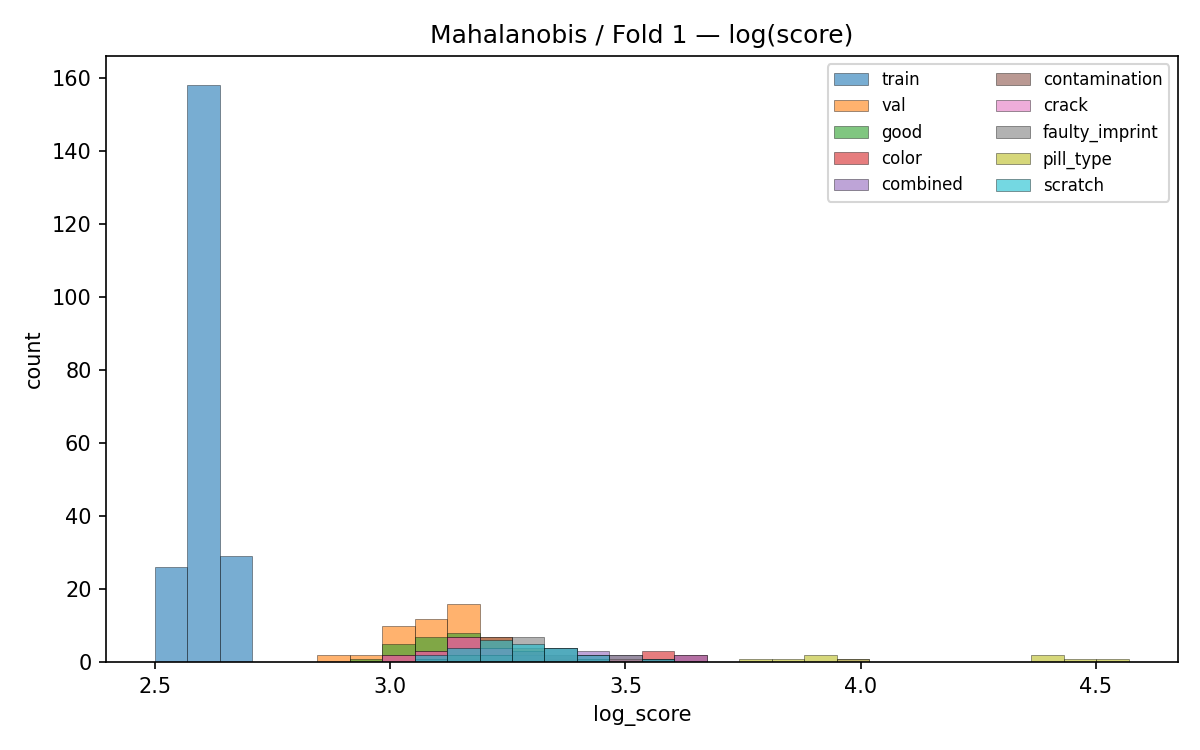 Mahalanobis / Fold 1 — log(score)
train
val
good
color
combined
contamination
crack
faulty_imprint
pill_type
scratch
count
160
140
120
100
80
60
40
20
0
2.5 3.0 3.5 4.0 4.5
log_score